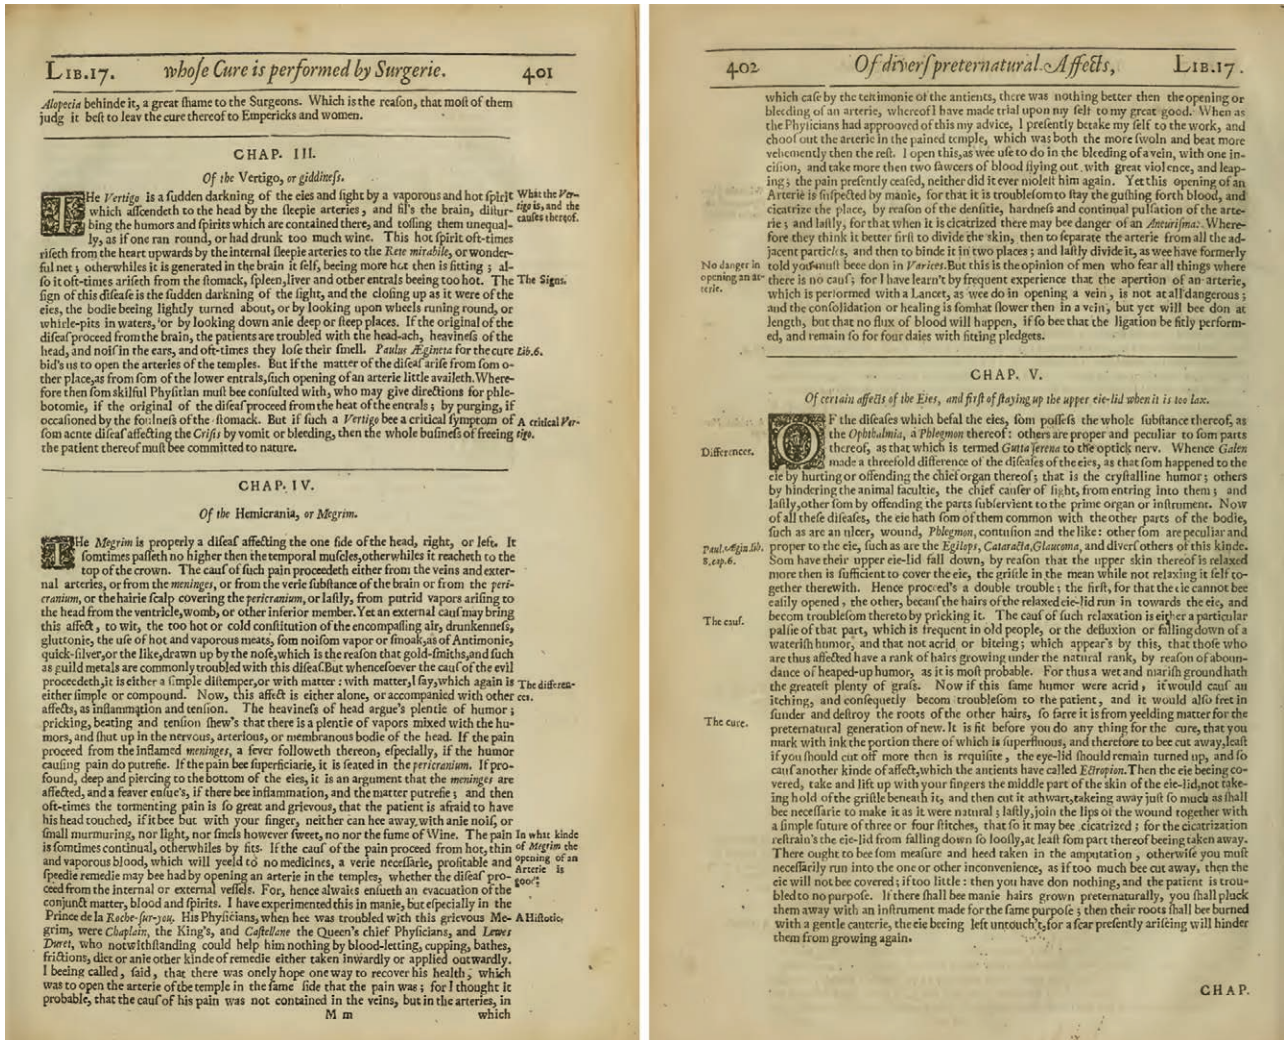 LIB.17. whoſe Cure is performed by Surgerie. 401
Alopecia behinde it, a great ſhame to the Surgeons. Which is the reaſon, that moſt of them
judg it beſt to leav the cure thereof to Empericks and women.
CHAP. III.
Of the Vertigo, or giddineſs.
THe Vertigo is a ſudden darkning of the eies and ſight by a vaporous and hot ſpirit
which aſſcendeth to the head by the ſleepie arteries, and fil's the brain, diſtur-
bing the humors and ſpirits which are contained there, and toſſing them unequal-
ly, as if one ran round, or had drunk too much wine. This hot ſpirit oft-times
riſeth from the heart upwards by the internal ſleepie arteries to the Rete mirabile, or wonder-
ful net; otherwhiles it is generated in the brain it ſelf, beeing more hot then is fitting; al-
ſo it oft-times ariſeth from the ſtomack, ſpleen, liver and other entrals beeing too hot. The
ſign of this diſeaſe is the ſudden darkning of the ſight, and the cloſing up as it were of the
eies, the bodie beeing lightly turned about, or by looking upon wheels runing round, or
whirle-pits in waters, or by looking down anie deep or ſteep places. If the original of the
diſeaſ proceed from the brain, the patients are troubled with the head-ach, heavineſs of the
head, and noiſ in the ears, and oft-times they loſe their ſmell. Paulus Ægineta for the cure
bid's us to open the arteries of the temples. But if the matter of the diſeaſ ariſe from ſom o-
ther place, as from ſom of the lower entrals, ſuch opening of an arterie little availeth. Where-
fore then ſom skilful Phyſitian muſt bee conſulted with, who may give directions for phle-
botomie, if the original of the diſeaſ proceed from the heat of the entrals; by purging, if
occaſioned by the foulneſs of the ſtomack. But if ſuch a Vertigo bee a critical ſymptom of
ſom acute diſeaſ affecting the Criſis by vomit or bleeding, then the whole buſineſs of freeing
the patient thereof muſt bee committed to nature.
What the Ver-
tigo is, and the
cauſes thereof.
The Signs.
Lib.6.
A critical Ver-
tigo.
CHAP. IV.
Of the Hemicrania, or Megrim.
THe Megrim is properly a diſeaſ affecting the one ſide of the head, right, or left. It
ſomtimes paſſeth no higher then the temporal muſcles, otherwhiles it reacheth to the
top of the crown. The cauſ of ſuch pain proceedeth either from the veins and exter-
nal arteries, or from the meninges, or from the verie ſubſtance of the brain or from the peri-
cranium, or the hairie ſcalp covering the pericranium, or laſtly, from putrid vapors ariſing to
the head from the ventricle, womb, or other inferior member. Yet an external cauſ may bring
this affect, to wit, the too hot or cold conſtitution of the encompaſſing air, drunkenneſs,
gluttonie, the uſe of hot and vaporous meats, ſom noiſom vapor or ſmoak, as of Antimonie,
quick-ſilver, or the like, drawn up by the noſe, which is the reaſon that gold-ſmiths, and ſuch
as guild metals are commonly troubled with this diſeaſ. But whenceſoever the cauſ of the evil
proceedeth, it is either a ſimple diſtemper, or with matter: with matter, I ſay, which again is
either ſimple or compound. Now, this affect is either alone, or accompanied with other
affects, as inflammation and tenſion. The heavineſs of head argue's plentie of humor;
pricking, beating and tenſion ſhew's that there is a plentie of vapors mixed with the hu-
mors, and ſhut up in the nervous, arterious, or membranous bodie of the head. If the pain
proceed from the inflamed meninges, a fever followeth thereon, eſpecially, if the humor
cauſing pain do putrefie. If the pain bee ſuperficiarie, it is ſeated in the pericranium. If pro-
found, deep and piercing to the bottom of the eies, it is an argument that the meninges are
affected, and a feaver enſue's, if there bee inflammation, and the matter putrefie; and then
oft-times the tormenting pain is ſo great and grievous, that the patient is afraid to have
his head touched, if it bee but with your finger, neither can hee away with anie noiſ, or
ſmall murmuring, nor light, nor ſmels however ſweet, no nor the fume of Wine. The pain
is ſomtimes continual, otherwhiles by fits. If the cauſ of the pain proceed from hot, thin
and vaporous blood, which will yeeld to no medicines, a verie neceſſarie, profitable and
ſpeedie remedie may bee had by opening an arterie in the temples, whether the diſeaſ pro-
ceed from the internal or external veſſels. For, hence alwaies enſueth an evacuation of the
conjunct matter, blood and ſpirits. I have experimented this in manie, but eſpecially in the
Prince de la Roche-ſur-you. His Phyſicians, when hee was troubled with this grievous Me-
grim, were Chaplain, the King's, and Caſtellane the Queen's chief Phyſicians, and Lewes
Duret, who notwithſtanding could help him nothing by blood-letting, cupping, bathes,
frictions, diet or anie other kinde of remedie either taken inwardly or applied outwardly.
I beeing called, ſaid, that there was onely hope one way to recover his health, which
was to open the arterie of the temple in the ſame ſide that the pain was; for I thought it
probable, that the cauſ of his pain was not contained in the veins, but in the arteries, in
The differen-
ces.
In what kinde
of Megrim the
opening of an
Arterie is
good.
A Hiſtorie.
M m which
402 Of diverſ preternatural Affects, LIB.17.
which caſe by the teſtimonie of the antients, there was nothing better then the opening or
bleeding of an arterie, whereof I have made trial upon my ſelf to my great good. When as
the Phyſicians had approoved of this my advice, I preſently betake my ſelf to the work, and
chooſ out the arterie in the pained temple, which was both the more ſwoln and beat more
vehemently then the reſt. I open this, as wee uſe to do in the bleeding of a vein, with one in-
ciſion, and take more then two ſawcers of blood flying out with great violence, and leap-
ing; the pain preſently ceaſed, neither did it ever moleſt him again. Yet this opening of an
Arterie is ſuſpected by manie, for that it is troubleſom to ſtay the guſhing forth blood, and
cicatrize the place, by reaſon of the denſitie, hardneſs and continual pulſation of the arte-
rie; and laſtly, for that when it is cicatrized there may bee danger of an Aneuriſma: Where-
fore they think it better firſt to divide the skin, then to ſeparate the arterie from all the ad-
jacent particles, and then to binde it in two places; and laſtly divide it, as wee have formerly
told you muſt bee don in Varices. But this is the opinion of men who fear all things where
there is no cauſ; for I have learn't by frequent experience that the apertion of an arterie,
which is performed with a Lancet, as wee do in opening a vein, is not at all dangerous;
and the conſolidation or healing is ſomhat ſlower then in a vein, but yet will bee don at
length, but that no flux of blood will happen, if ſo bee that the ligation be fitly perform-
ed, and remain ſo for four daies with fitting pledgets.
No danger in
opening an ar-
terie.
CHAP. V.
Of certain affects of the Eies, and firſt of ſtaying up the upper eie-lid when it is too lax.
OF the diſeaſes which befal the eies, ſom poſſeſs the whole ſubſtance thereof, as
the Ophthalmia, a Phlegmon thereof: others are proper and peculiar to ſom parts
thereof, as that which is termed Gutta ſerena to the optick nerv. Whence Galen
made a threefold difference of the diſeaſes of the eies, as that ſom happened to the
eie by hurting or offending the chief organ thereof; that is the cryſtalline humor; others
by hindering the animal facultie, the chief cauſer of ſight, from entring into them; and
laſtly, other ſom by offending the parts ſubſervient to the prime organ or inſtrument. Now
of all theſe diſeaſes, the eie hath ſom of them common with the other parts of the bodie,
ſuch as are an ulcer, wound, Phlegmon, contuſion and the like: other ſom are peculiar and
proper to the eie, ſuch as are the Egilops, Cataracta, Glaucoma, and diverſ others of this kinde.
Som have their upper eie-lid fall down, by reaſon that the upper skin thereof is relaxed
more then is ſufficient to cover the eie, the griſtle in the mean while not relaxing it ſelf to-
gether therewith. Hence proceed's a double trouble; the firſt, for that the eie cannot bee
eaſily opened, the other, becauſ the hairs of the relaxed eie-lid run in towards the eie, and
becom troubleſom thereto by pricking it. The cauſ of ſuch relaxation is either a particular
palſie of that part, which is frequent in old people, or the defluxion or falling down of a
wateriſh humor, and that not acrid or biteing; which appear's by this, that thoſe who
are thus affected have a rank of hairs growing under the natural rank, by reaſon of aboun-
dance of heaped-up humor, as it is moſt probable. For thus a wet and mariſh ground hath
the greateſt plenty of graſs. Now if this ſame humor were acrid, it would cauſ an
itching, and conſequetly becom troubleſom to the patient, and it would alſo fret in
ſunder and deſtroy the roots of the other hairs, ſo farre it is from yeelding matter for the
preternatural generation of new. It is fit before you do any thing for the cure, that you
mark with ink the portion there of which is ſuperfluous, and therefore to bee cut away, leaſt
if you ſhould cut off more then is requiſite, the eye-lid ſhould remain turned up, and ſo
cauſ another kinde of affect, which the antients have called Ectropion. Then the eie beeing co-
vered, take and lift up with your fingers the middle part of the skin of the eie-lid, not take-
ing hold of the griſtle beneath it, and then cut it athwart, takeing away juſt ſo much as ſhall
bee neceſſarie to make it as it were natural; laſtly, join the lips of the wound together with
a ſimple ſuture of three or four ſtitches, that ſo it may bee cicatrized; for the cicatrization
reſtrain's the eie-lid from falling down ſo looſly, at leaſt ſom part thereof beeing taken away.
There ought to bee ſom meaſure and heed taken in the amputation, otherwiſe you muſt
neceſſarily run into the one or other inconvenience, as if too much bee cut away, then the
eie will not bee covered; if too little: then you have don nothing, and the patient is trou-
bled to no purpoſe. If there ſhall bee manie hairs grown preternaturally, you ſhall pluck
them away with an inſtrument made for the ſame purpoſe; then their roots ſhall bee burned
with a gentle cauterie, the eie beeing left untouch't, for a ſcar preſently ariſeing will hinder
them from growing again.
Differences.
Paul. Ægin. lib.
8. cap. 6.
The cauſ.
The cure.
CHAP.